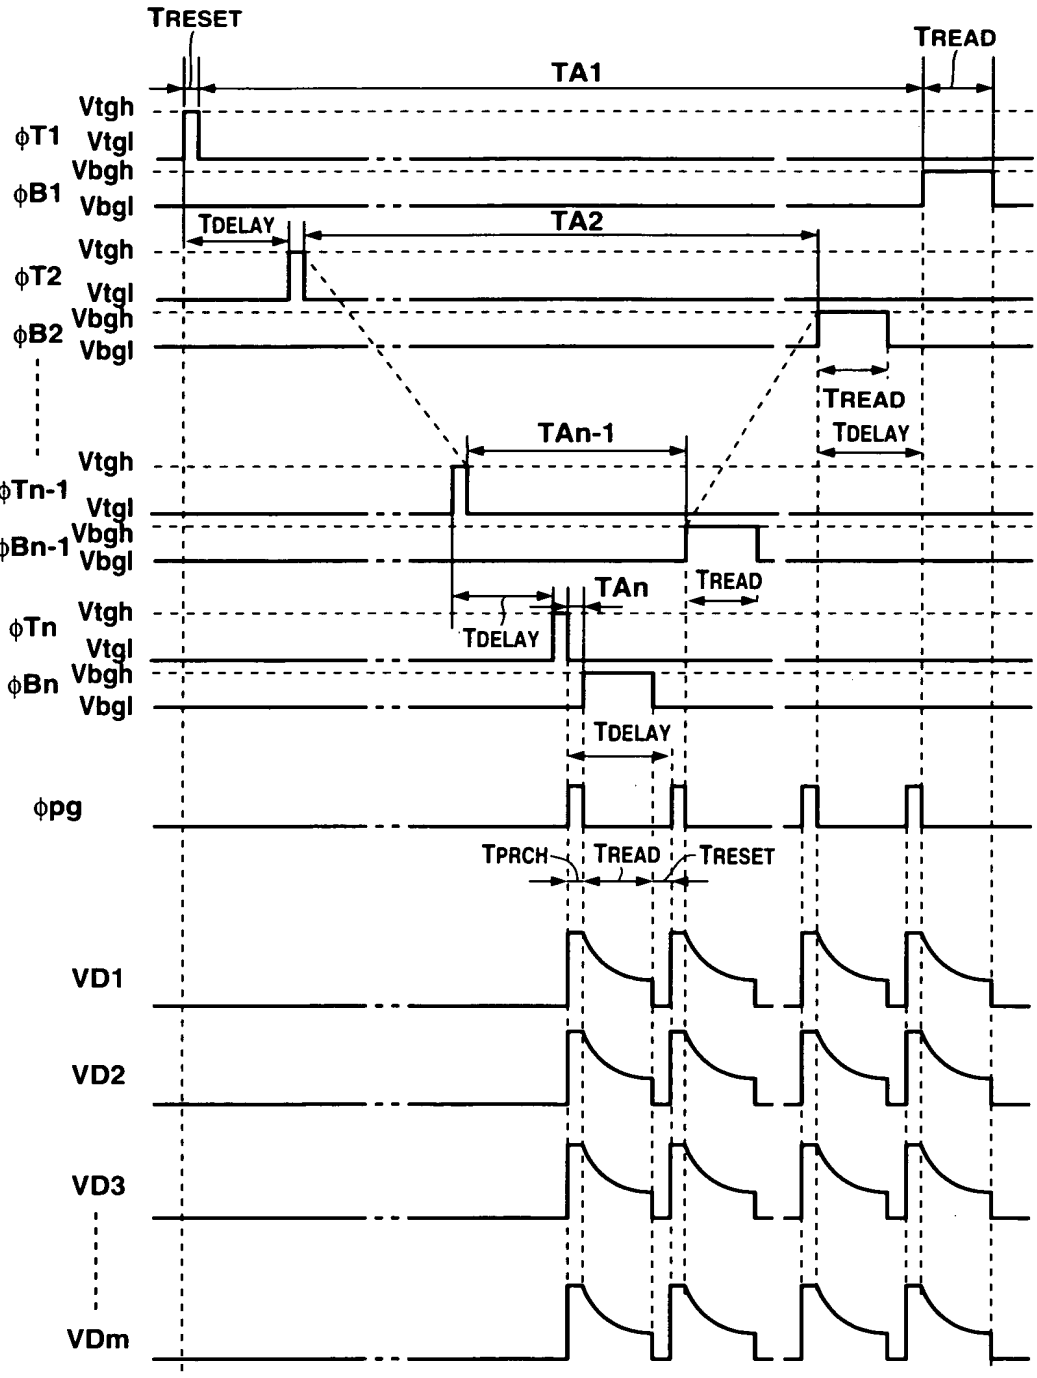 TRESET
TREAD
TA1
Vtgh
ϕT1
Vtgl
Vbgh
ϕB1
Vbgl
TDELAY
TA2
Vtgh
ϕT2
Vtgl
Vbgh
ϕB2
Vbgl
TREAD
TDELAY
TAn-1
Vtgh
ϕTn-1
Vtgl
Vbgh
ϕBn-1
Vbgl
TREAD
TAn
Vtgh
ϕTn
TDELAY
Vtgl
Vbgh
ϕBn
Vbgl
TDELAY
ϕpg
TPRCH
TREAD
TRESET
VD1
VD2
VD3
VDm